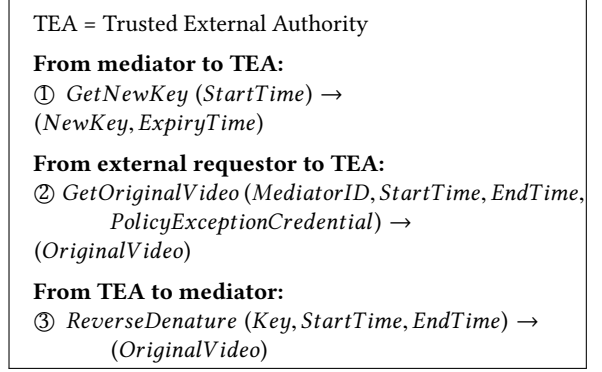 TEA = Trusted External Authority
From mediator to TEA:
① GetNewKey (StartTime) →
(NewKey, ExpiryTime)
From external requestor to TEA:
② GetOriginalVideo (MediatorID, StartTime, EndTime,
PolicyExceptionCredential) →
(OriginalVideo)
From TEA to mediator:
③ ReverseDenature (Key, StartTime, EndTime) →
(OriginalVideo)